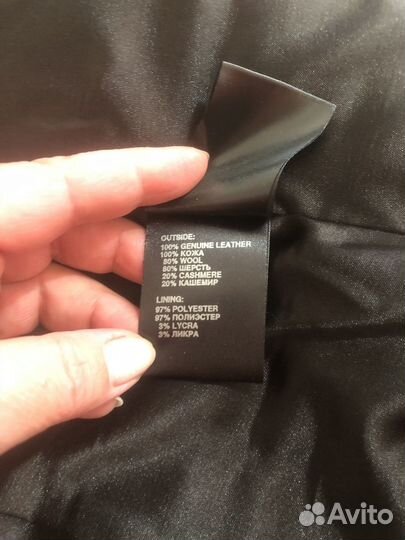 OUTSIDE:
100% GENUINE LEATHER
100% КОЖА
80% WOOL
80% ШЕРСТЬ
20% CASHMERE
20% КАШЕМИР
LINING:
97% POLYESTER
97% ПОЛИЭСТЕР
3% LYCRA
3% ЛИКРА
Avito